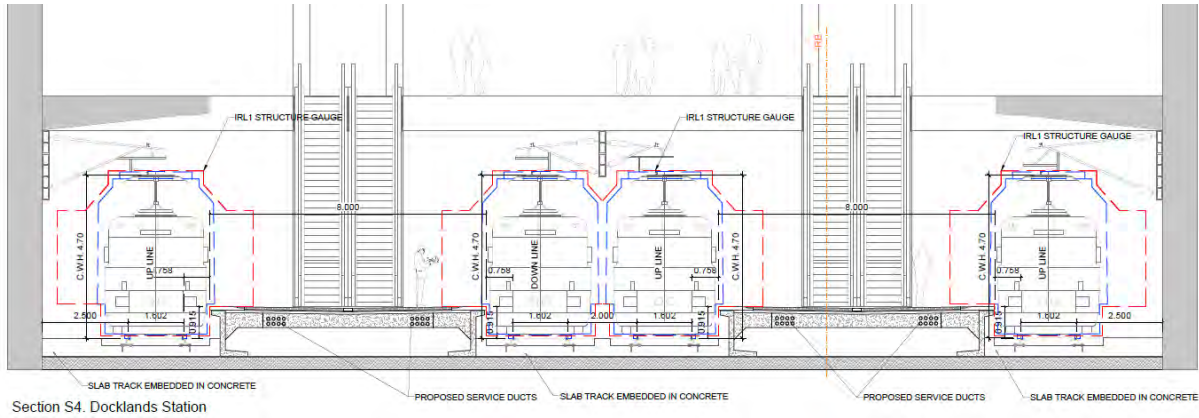 IRB
IRL1 STRUCTURE GAUGE
IRL1 STRUCTURE GAUGE
IRL1 STRUCTURE GAUGE
8.000
8.000
C.W.H. 4.70
UP LINE
C.W.H. 4.70
DOWN LINE
UP LINE
C.W.H. 4.70
C.W.H. 4.70
UP LINE
.758
0.758
0.758
0.758
2.500
1.602
0.915
0.915
1.602
2.000
1.602
0.915
0.915
1.602
2.500
SLAB TRACK EMBEDDED IN CONCRETE
PROPOSED SERVICE DUCTS
SLAB TRACK EMBEDDED IN CONCRETE
PROPOSED SERVICE DUCTS
SLAB TRACK EMBEDDED IN CONCRETE
Section S4. Docklands Station